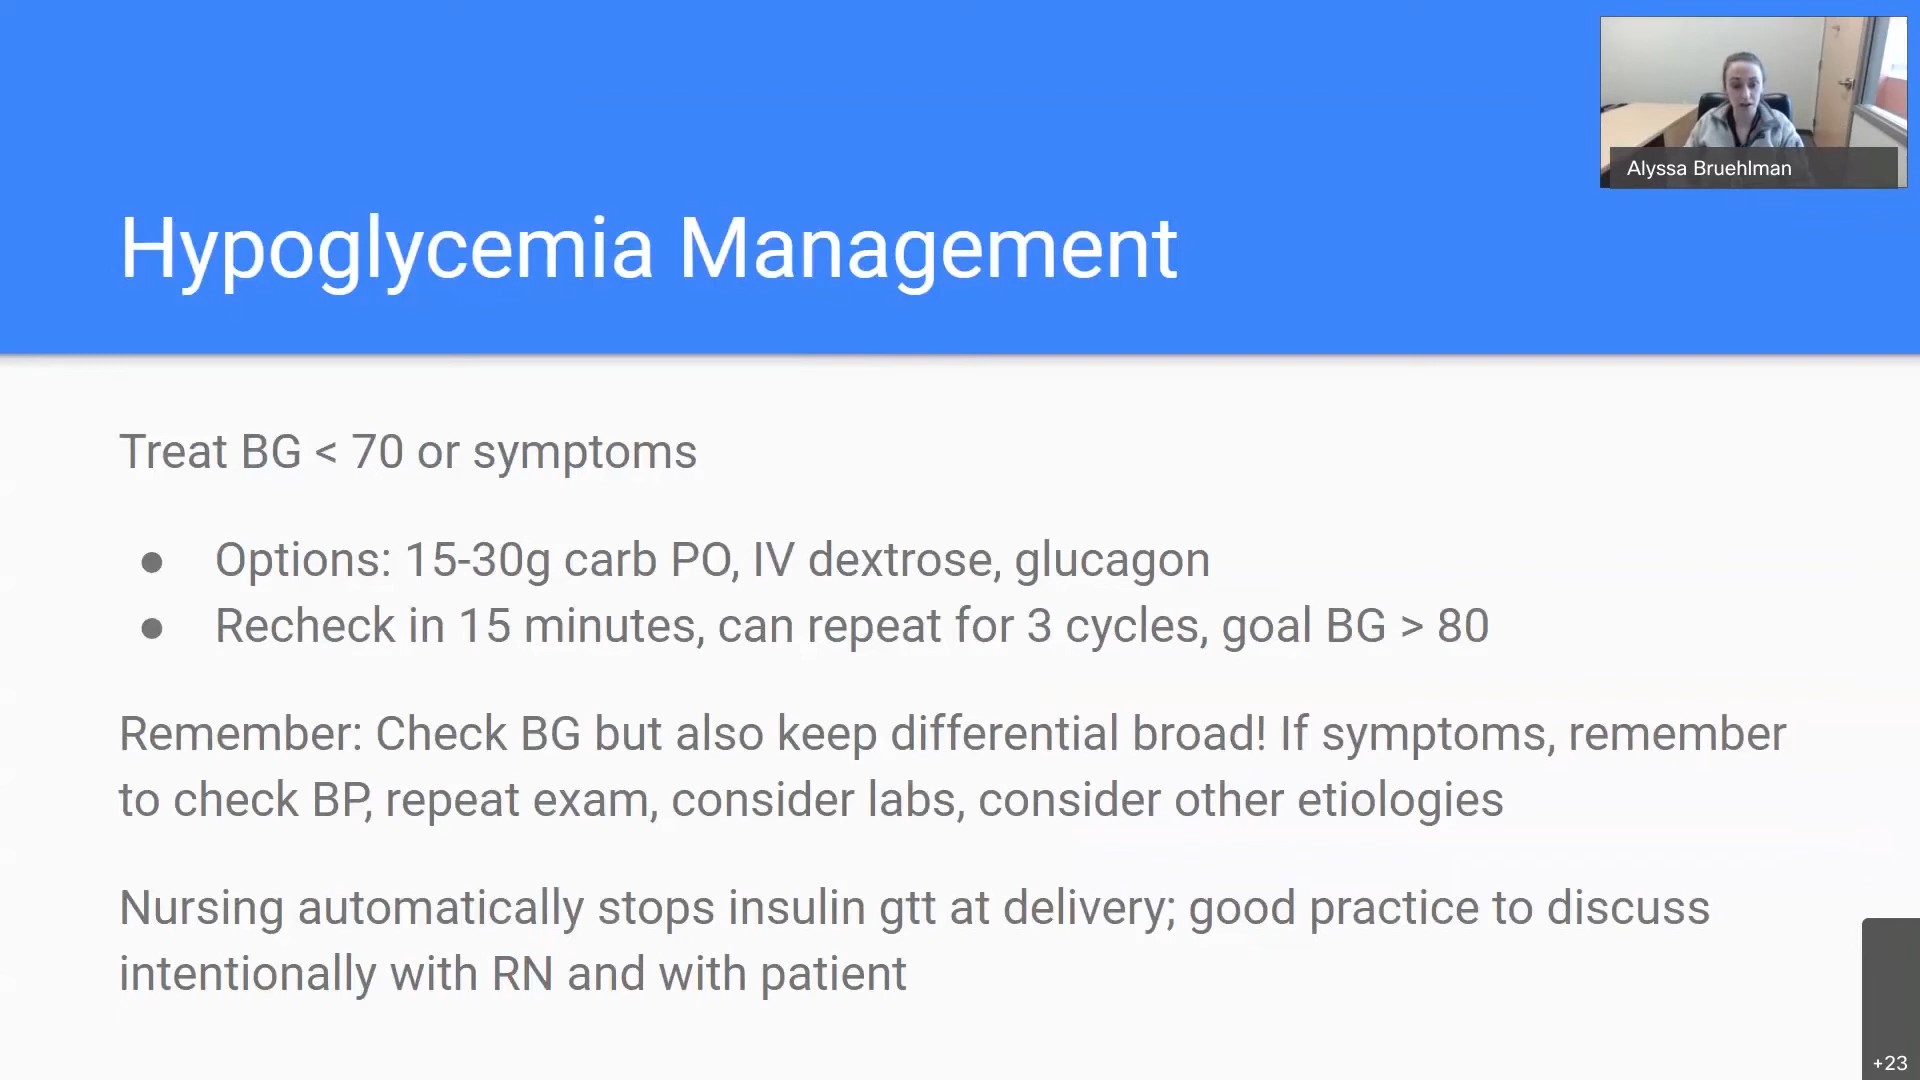 Alyssa Bruehlman
Hypoglycemia Management
Treat BG < 70 or symptoms
● Options: 15-30g carb PO, IV dextrose, glucagon
● Recheck in 15 minutes, can repeat for 3 cycles, goal BG > 80
Remember: Check BG but also keep differential broad! If symptoms, remember
to check BP, repeat exam, consider labs, consider other etiologies
Nursing automatically stops insulin gtt at delivery; good practice to discuss
intentionally with RN and with patient
+23